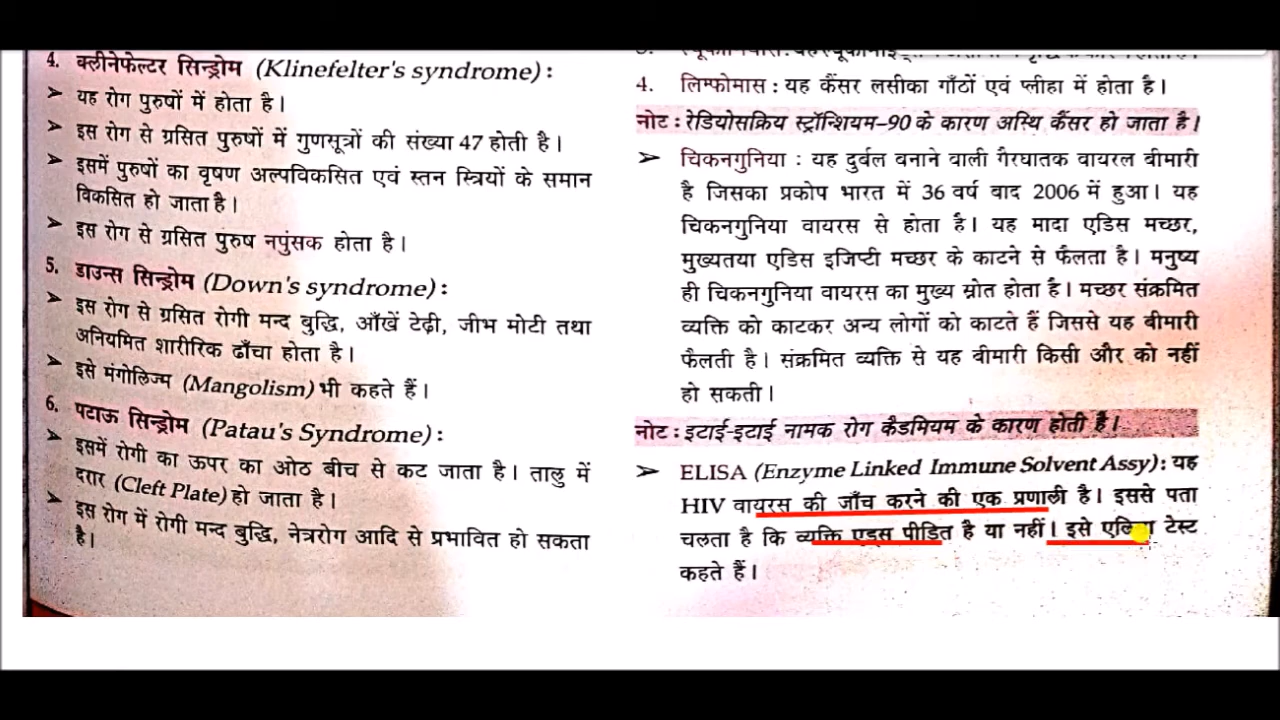 4. क्लीनेफेल्टर सिन्ड्रोम (Klinefelter's syndrome) :
➤ यह रोग पुरुषों में होता है।
➤ इस रोग से ग्रसित पुरुषों में गुणसूत्रों की संख्या 47 होती है।
➤ इसमें पुरुषों का वृषण अल्पविकसित एवं स्तन स्त्रियों के समान
विकसित हो जाता है।
➤ इस रोग से ग्रसित पुरुष नपुंसक होता है।
5. डाउन्स सिन्ड्रोम (Down's syndrome) :
➤ इस रोग से ग्रसित रोगी मन्द बुद्धि, आँखें टेढ़ी, जीभ मोटी तथा
अनियमित शारीरिक ढाँचा होता है।
➤ इसे मंगोलिज्म (Mangolism) भी कहते हैं।
6. पटाऊ सिन्ड्रोम (Patau's Syndrome) :
➤ इसमें रोगी का ऊपर का ओठ बीच से कट जाता है। तालु में
दरार (Cleft Plate) हो जाता है।
➤ इस रोग में रोगी मन्द बुद्धि, नेत्ररोग आदि से प्रभावित हो सकता
है।
4. लिम्फोमास : यह कैंसर लसीका गाँठों एवं प्लीहा में होता है।
नोट : रेडियोसक्रिय स्ट्रॉन्शियम–90 के कारण अस्थि कैंसर हो जाता है।
➤ चिकनगुनिया : यह दुर्बल बनाने वाली गैरघातक वायरल बीमारी
है जिसका प्रकोप भारत में 36 वर्ष वाद 2006 में हुआ। यह
चिकनगुनिया वायरस से होता है। यह मादा एडिस मच्छर,
मुख्यतया एडिस इजिप्टी मच्छर के काटने से फैलता है। मनुष्य
ही चिकनगुनिया वायरस का मुख्य स्रोत होता है। मच्छर संक्रमित
व्यक्ति को काटकर अन्य लोगों को काटते हैं जिससे यह बीमारी
फैलती है। संक्रमित व्यक्ति से यह बीमारी किसी और को नहीं
हो सकती।
नोट : इटाई-इटाई नामक रोग कैडमियम के कारण होती है।
➤ ELISA (Enzyme Linked Immune Solvent Assy) : यह
HIV वायरस की जाँच करने की एक प्रणाली है। इससे पता
चलता है कि व्यक्ति एड्स पीड़ित है या नहीं। इसे टेस्ट
कहते हैं।